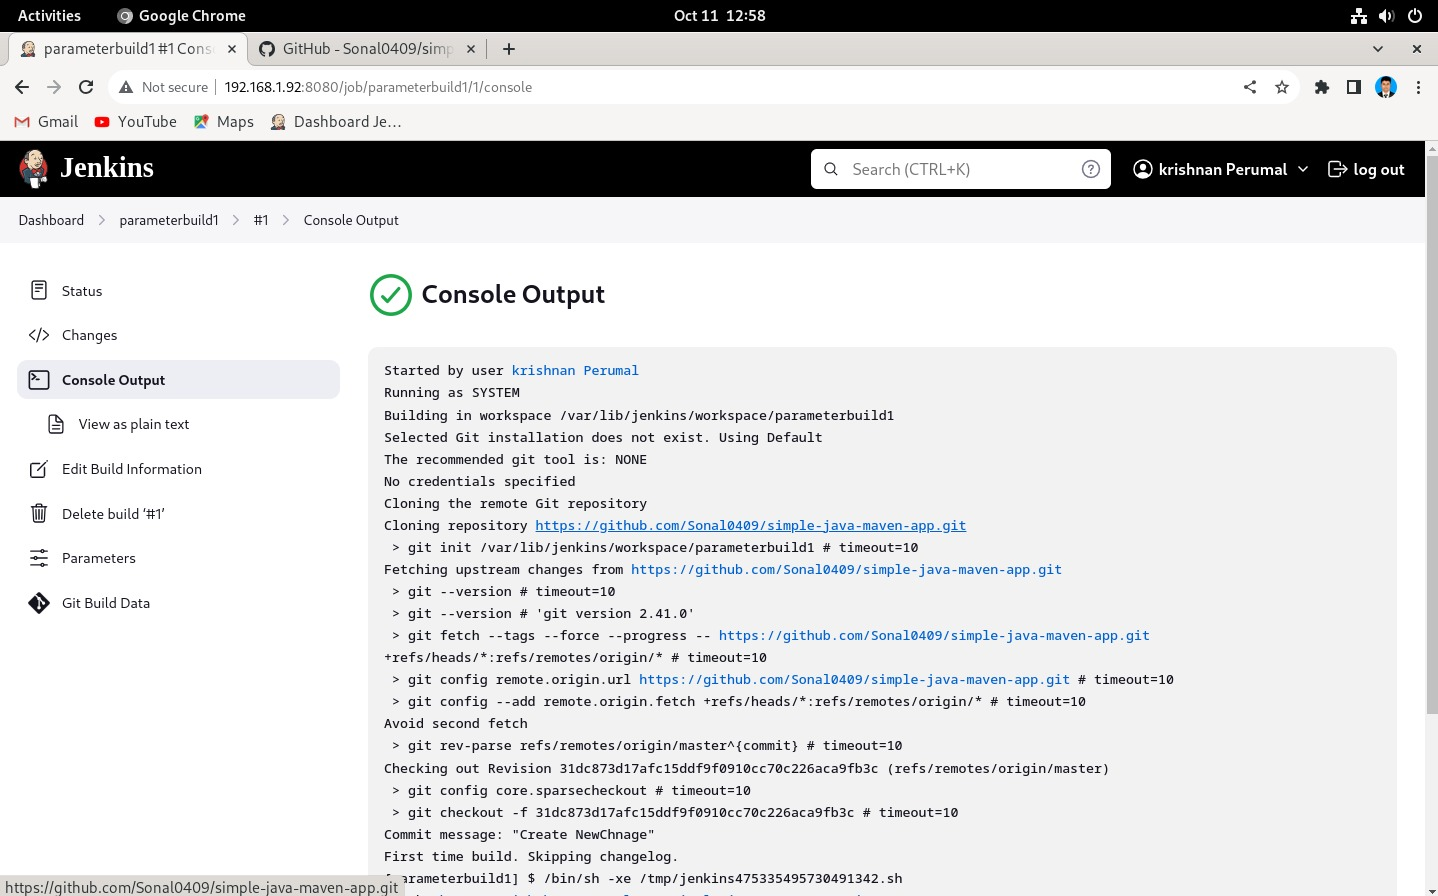 Activities
Google Chrome
Oct 11 12:58
parameterbuild1 #1 Cons
GitHub - Sonal0409/simp
Not secure
192.168.1.92:8080/job/parameterbuild1/1/console
Gmail
YouTube
Maps
Dashboard Je...
Jenkins
Search (CTRL+K)
krishnan Perumal
log out
Dashboard
parameterbuild1
#1
Console Output
Status
Changes
Console Output
View as plain text
Edit Build Information
Delete build ‘#1’
Parameters
Git Build Data
Console Output
Started by user krishnan Perumal
Running as SYSTEM
Building in workspace /var/lib/jenkins/workspace/parameterbuild1
Selected Git installation does not exist. Using Default
The recommended git tool is: NONE
No credentials specified
Cloning the remote Git repository
Cloning repository https://github.com/Sonal0409/simple-java-maven-app.git
> git init /var/lib/jenkins/workspace/parameterbuild1 # timeout=10
Fetching upstream changes from https://github.com/Sonal0409/simple-java-maven-app.git
> git --version # timeout=10
> git --version # 'git version 2.41.0'
> git fetch --tags --force --progress -- https://github.com/Sonal0409/simple-java-maven-app.git
+refs/heads/*:refs/remotes/origin/* # timeout=10
> git config remote.origin.url https://github.com/Sonal0409/simple-java-maven-app.git # timeout=10
> git config --add remote.origin.fetch +refs/heads/*:refs/remotes/origin/* # timeout=10
Avoid second fetch
> git rev-parse refs/remotes/origin/master^{commit} # timeout=10
Checking out Revision 31dc873d17afc15ddf9f0910cc70c226aca9fb3c (refs/remotes/origin/master)
> git config core.sparsecheckout # timeout=10
> git checkout -f 31dc873d17afc15ddf9f0910cc70c226aca9fb3c # timeout=10
Commit message: "Create NewChnage"
First time build. Skipping changelog.
[parameterbuild1] $ /bin/sh -xe /tmp/jenkins475335495730491342.sh
https://github.com/Sonal0409/simple-java-maven-app.git